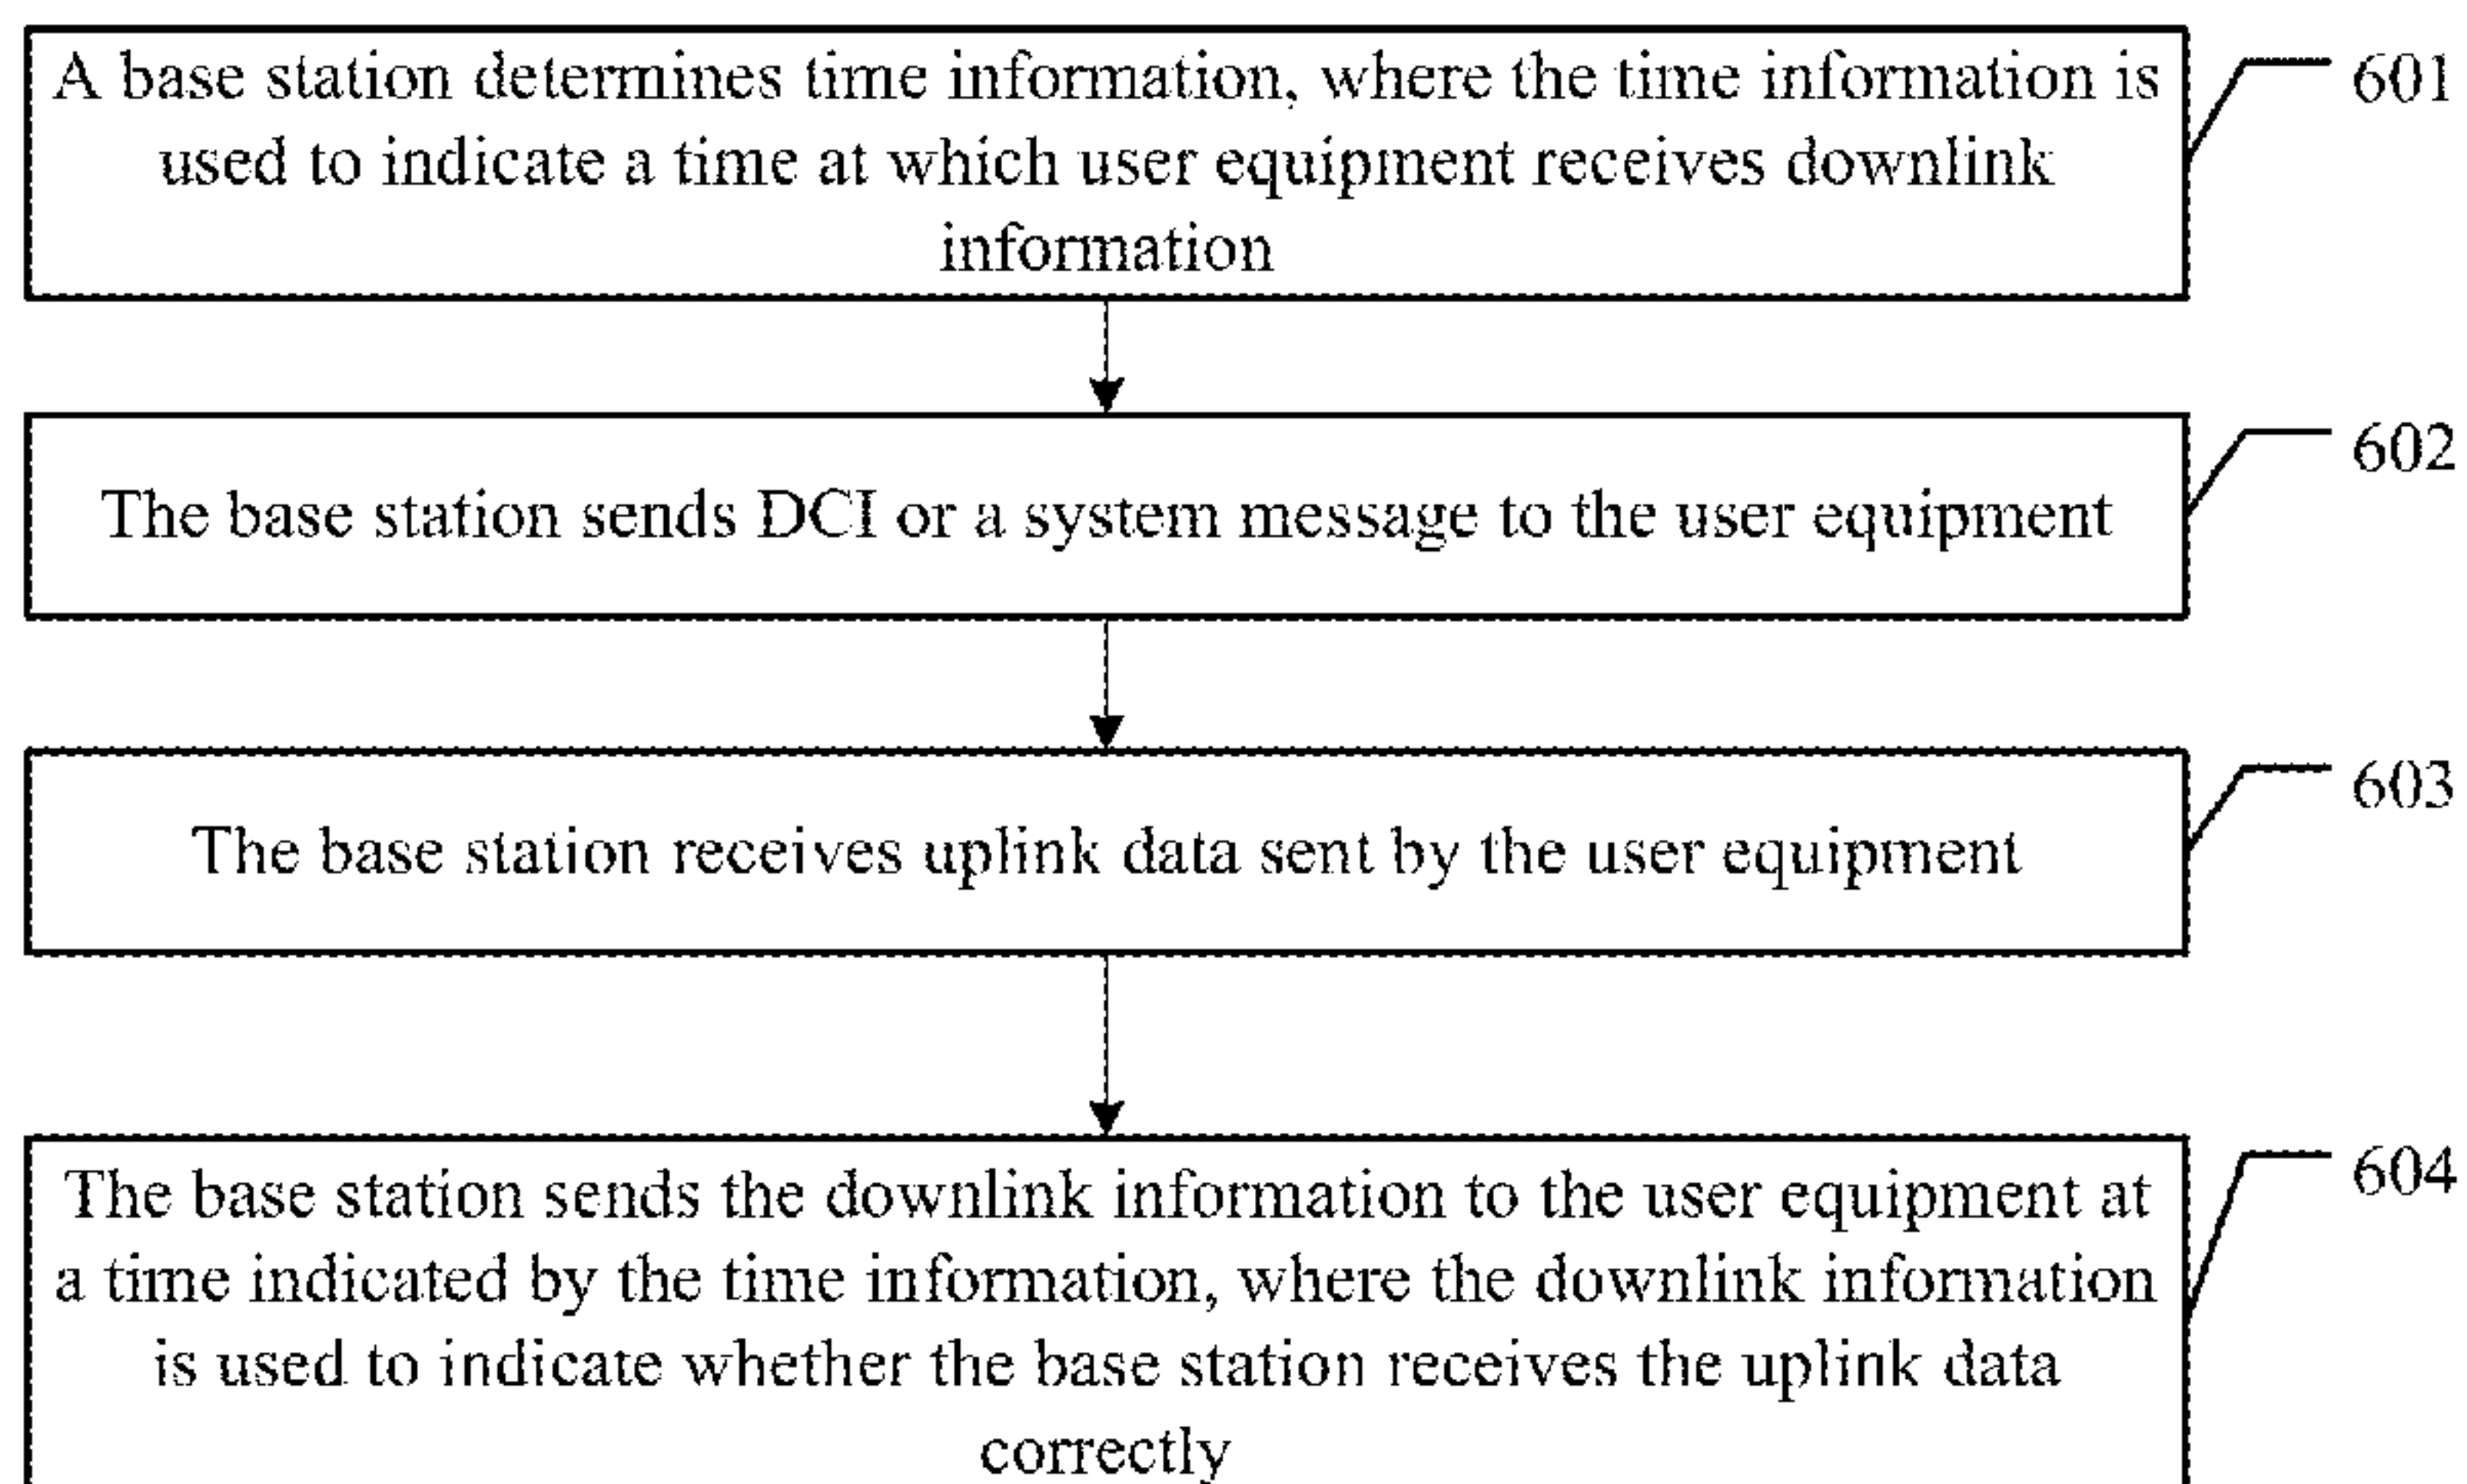 A base station determines time information, where the time information is
used to indicate a time at which user equipment receives downlink
information
601
The base station sends DCI or a system message to the user equipment
602
The base station receives uplink data sent by the user equipment
603
The base station sends the downlink information to the user equipment at
a time indicated by the time information, where the downlink information
is used to indicate whether the base station receives the uplink data
correctly
604